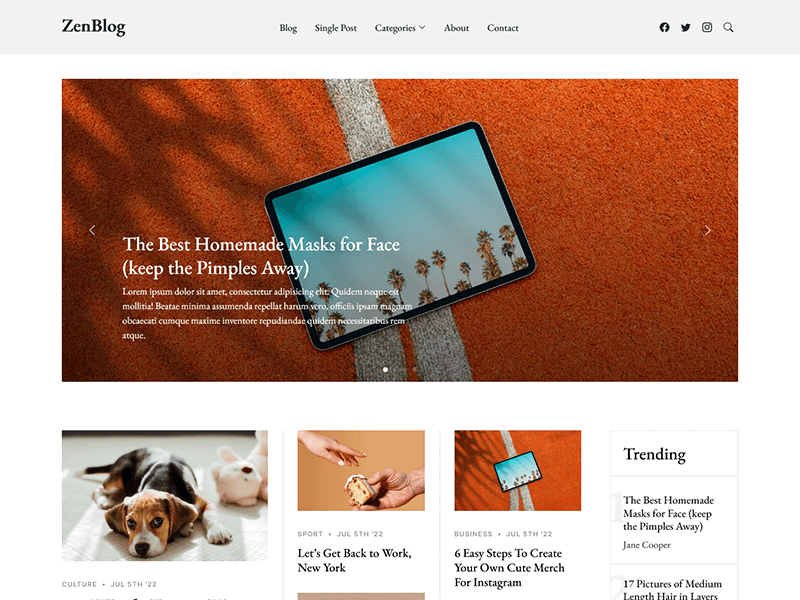 ZenBlog
Blog Single Post Categories About Contact
The Best Homemade Masks for Face
(keep the Pimples Away)
Lorem ipsum dolor sit amet, consectetur adipisicing elit. Quidem neque est
mollitia! Beatae minima assumenda repellat harum vero, officiis ipsam magnam
obcaecati cumque maxime inventore repudiandae quidem necessitatibus rem
atque.
CULTURE • JUL 5TH '22
SPORT • JUL 5TH '22
Let's Get Back to Work,
New York
BUSINESS • JUL 5TH '22
6 Easy Steps To Create
Your Own Cute Merch
For Instagram
Trending
1
The Best Homemade
Masks for Face (keep
the Pimples Away)
Jane Cooper
2
17 Pictures of Medium
Length Hair in Layers